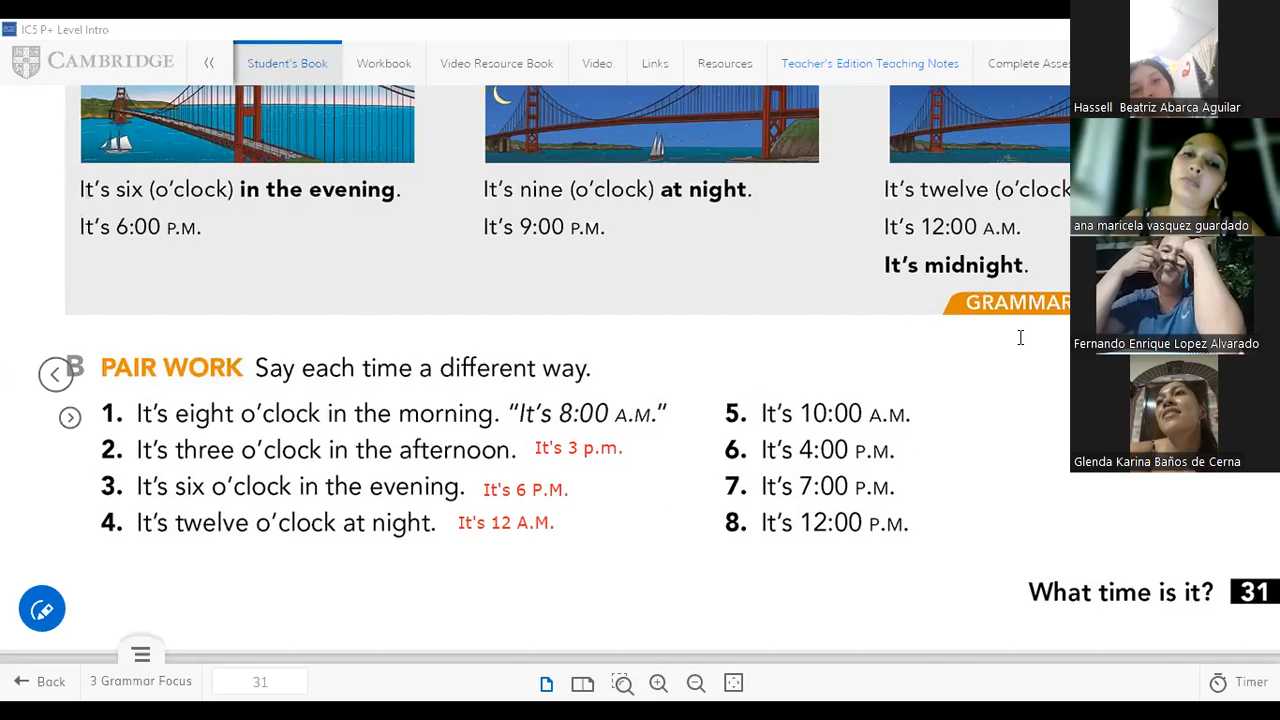 IC5 P+ Level Intro
CAMBRIDGE
Student's Book
Workbook
Video Resource Book
Video
Links
Resources
Teacher's Edition Teaching Notes
Complete Asses
It's six (o'clock) in the evening.
It's 6:00 P.M.
It's nine (o'clock) at night.
It's 9:00 P.M.
It's twelve (o'clock
It's 12:00 A.M.
It's midnight.
GRAMMAR
B PAIR WORK Say each time a different way.
1. It's eight o'clock in the morning. "It's 8:00 A.M."
2. It's three o'clock in the afternoon. It's 3 p.m.
3. It's six o'clock in the evening. It's 6 P.M.
4. It's twelve o'clock at night. It's 12 A.M.
5. It's 10:00 A.M.
6. It's 4:00 P.M.
7. It's 7:00 P.M.
8. It's 12:00 P.M.
What time is it? 31
Back
3 Grammar Focus
31
Timer
Hassell Beatriz Abarca Aguilar
ana maricela vasquez guardado
Fernando Enrique Lopez Alvarado
Glenda Karina Baños de Cerna